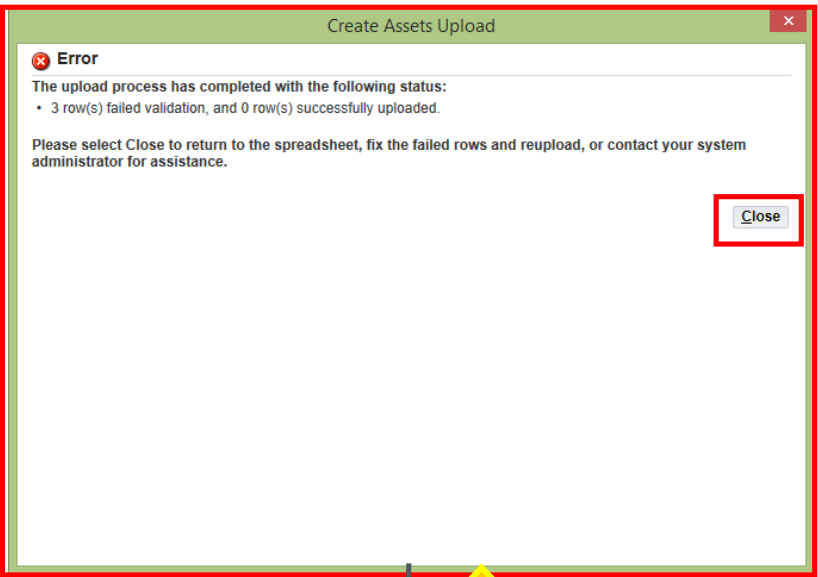 Create Assets Upload
×
Error
The upload process has completed with the following status:
• 3 row(s) failed validation, and 0 row(s) successfully uploaded.
Please select Close to return to the spreadsheet, fix the failed rows and reupload, or contact your system
administrator for assistance.
Close